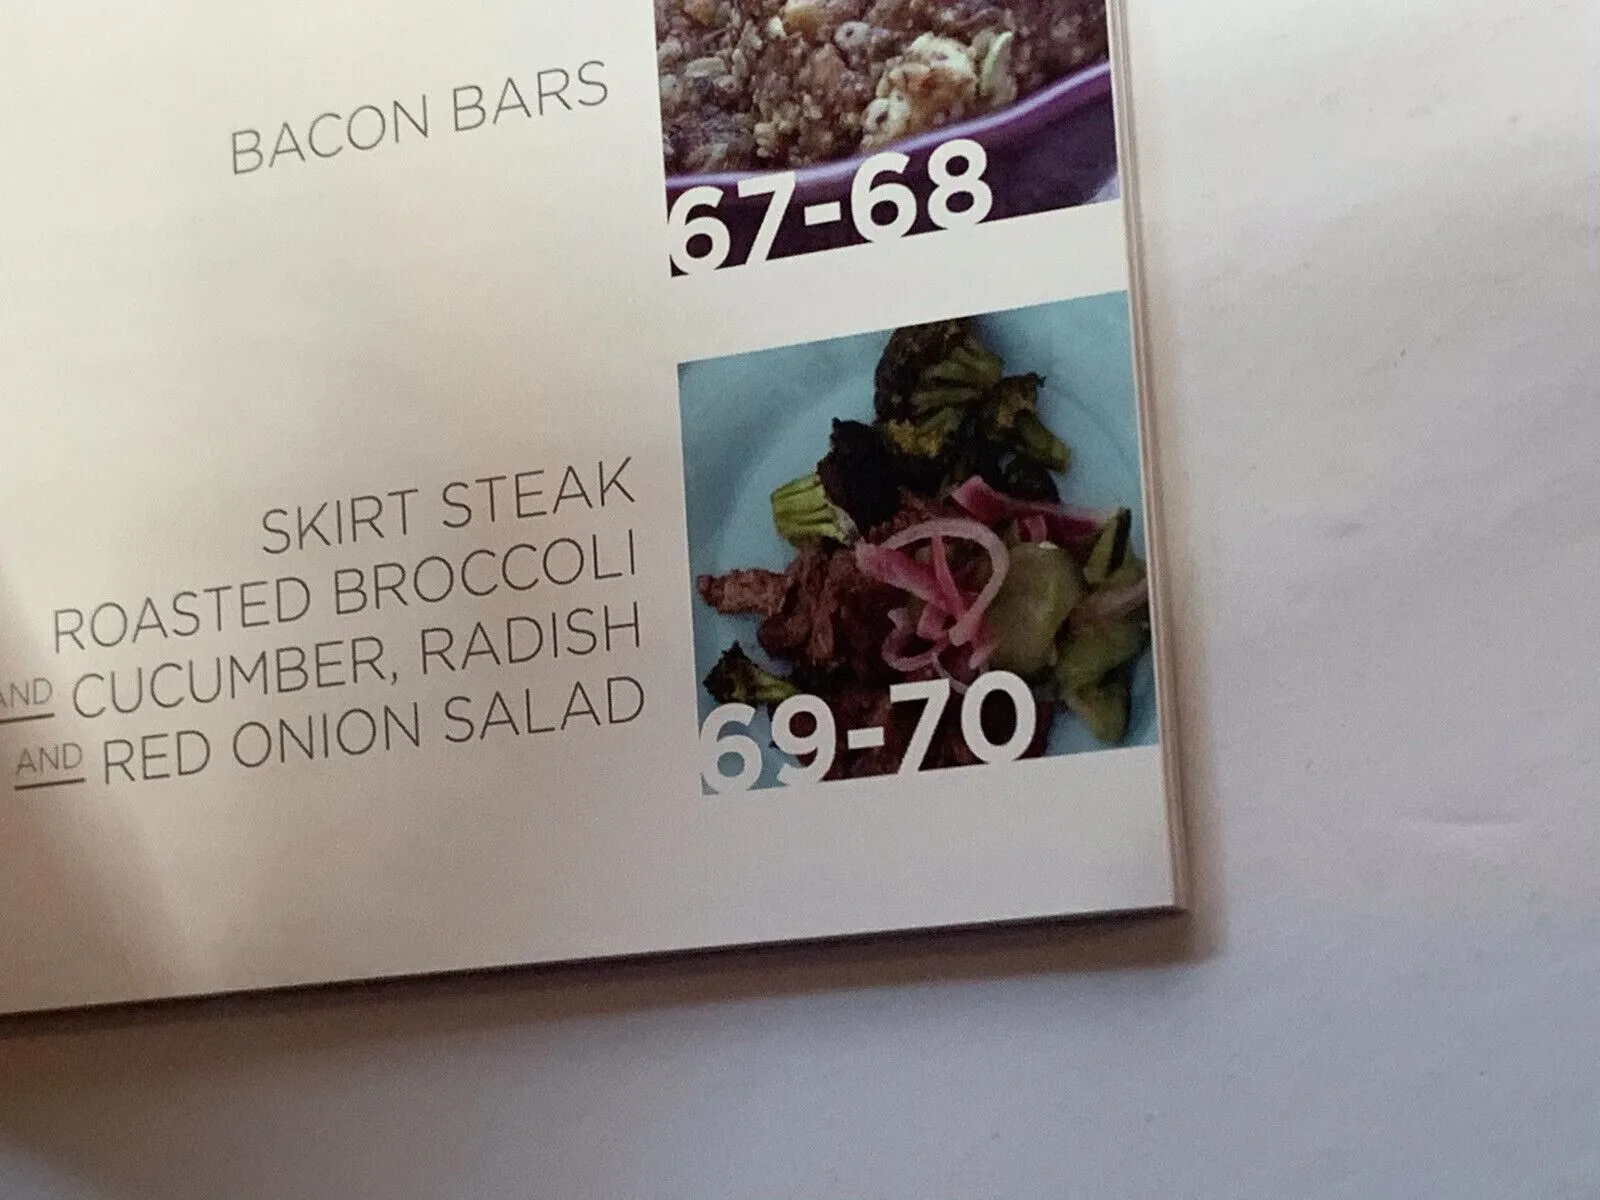 BACON BARS
67-68
SKIRT STEAK
ROASTED BROCCOLI
AND CUCUMBER, RADISH
AND RED ONION SALAD
69-70